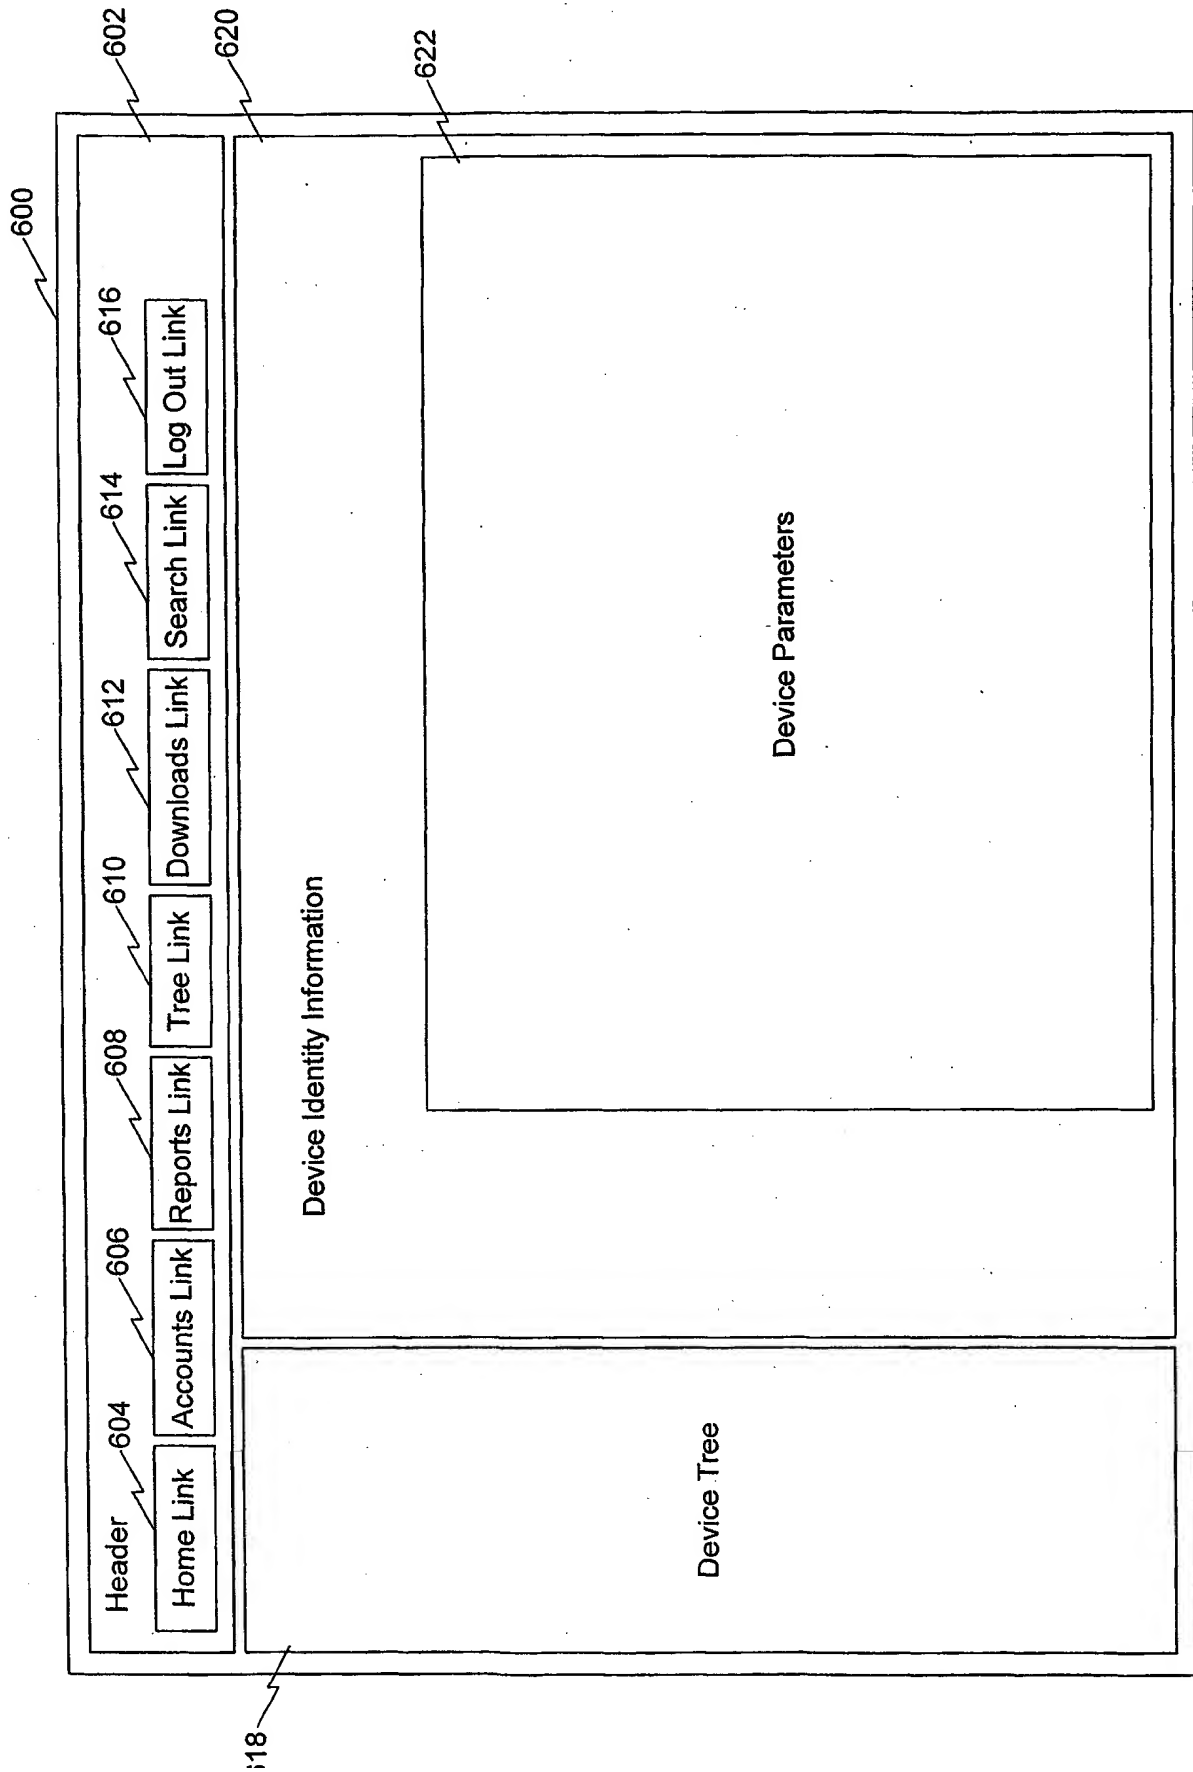 600
602
Header
604
606
608
610
612
614
616
Home Link
Accounts Link
Reports Link
Tree Link
Downloads Link
Search Link
Log Out Link
620
Device Identity Information
622
Device Parameters
Device Tree
618